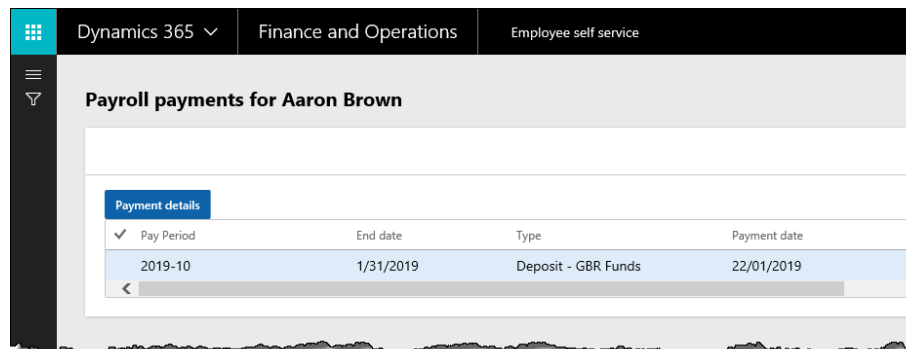 Dynamics 365 Finance and Operations Employee self service
Payroll payments for Aaron Brown
Payment details
Pay Period End date Type Payment date
2019-10 1/31/2019 Deposit - GBR Funds 22/01/2019